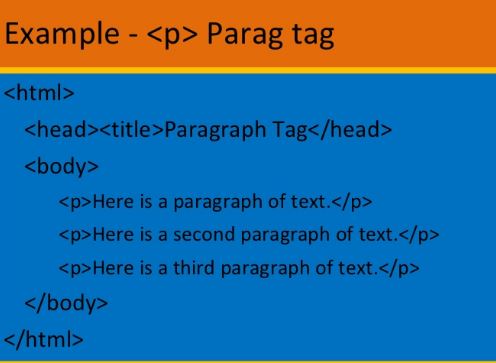 Example - <p> Parag tag
<html>
<head><title>Paragraph Tag</head>
<body>
<p>Here is a paragraph of text.</p>
<p>Here is a second paragraph of text.</p>
<p>Here is a third paragraph of text.</p>
</body>
</html>